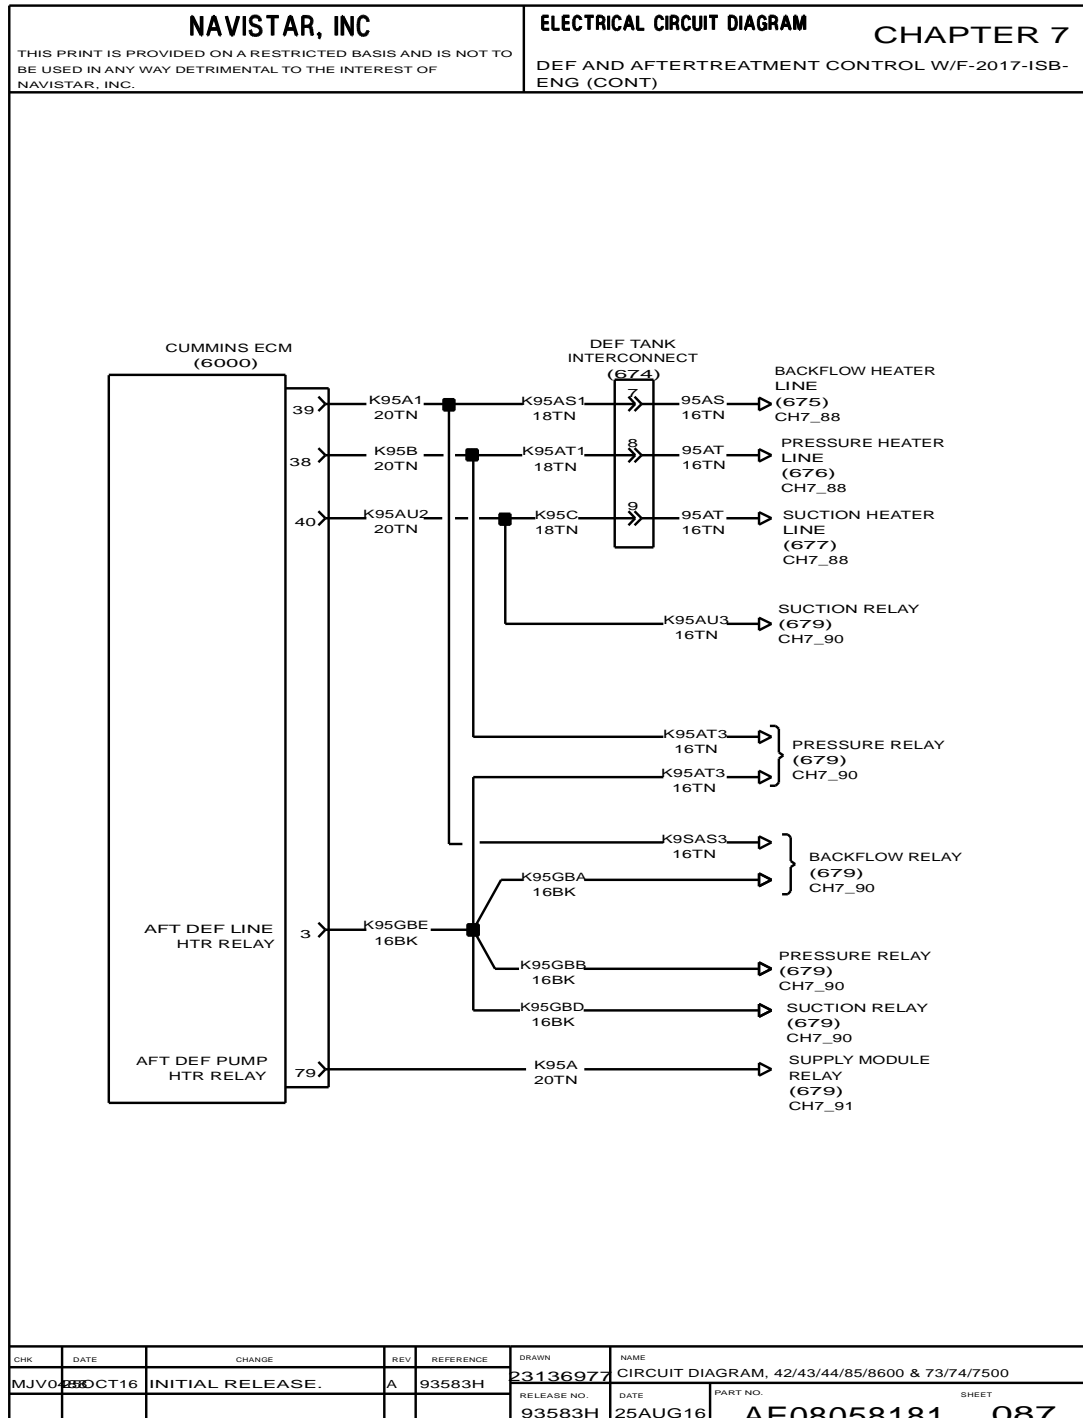 NAVISTAR, INC
THIS PRINT IS PROVIDED ON A RESTRICTED BASIS AND IS NOT TO
BE USED IN ANY WAY DETRIMENTAL TO THE INTEREST OF
NAVISTAR, INC.
ELECTRICAL CIRCUIT DIAGRAM
CHAPTER 7
DEF AND AFTERTREATMENT CONTROL W/F-2017-ISB-
ENG (CONT)
CUMMINS ECM
(6000)
DEF TANK
INTERCONNECT
(674)
39
K95A1
20TN
K95AS1
18TN
7
95AS
16TN
BACKFLOW HEATER
LINE
(675)
CH7_88
38
K95B
20TN
K95AT1
18TN
8
95AT
16TN
PRESSURE HEATER
LINE
(676)
CH7_88
40
K95AU2
20TN
K95C
18TN
9
95AT
16TN
SUCTION HEATER
LINE
(677)
CH7_88
K95AU3
16TN
SUCTION RELAY
(679)
CH7_90
K95AT3
16TN
K95AT3
16TN
PRESSURE RELAY
(679)
CH7_90
K9SAS3
16TN
K95GBA
16BK
BACKFLOW RELAY
(679)
CH7_90
AFT DEF LINE
HTR RELAY
3
K95GBE
16BK
K95GBB
16BK
PRESSURE RELAY
(679)
CH7_90
K95GBD
16BK
SUCTION RELAY
(679)
CH7_90
AFT DEF PUMP
HTR RELAY
79
K95A
20TN
SUPPLY MODULE
RELAY
(679)
CH7_91
CHK DATE CHANGE REV REFERENCE
INITIAL RELEASE. A 93583H
DRAWN
23136977
NAME
CIRCUIT DIAGRAM, 42/43/44/85/8600 & 73/74/7500
RELEASE NO.
93583H
DATE
25AUG16
PART NO.
AE08058181
SHEET
087